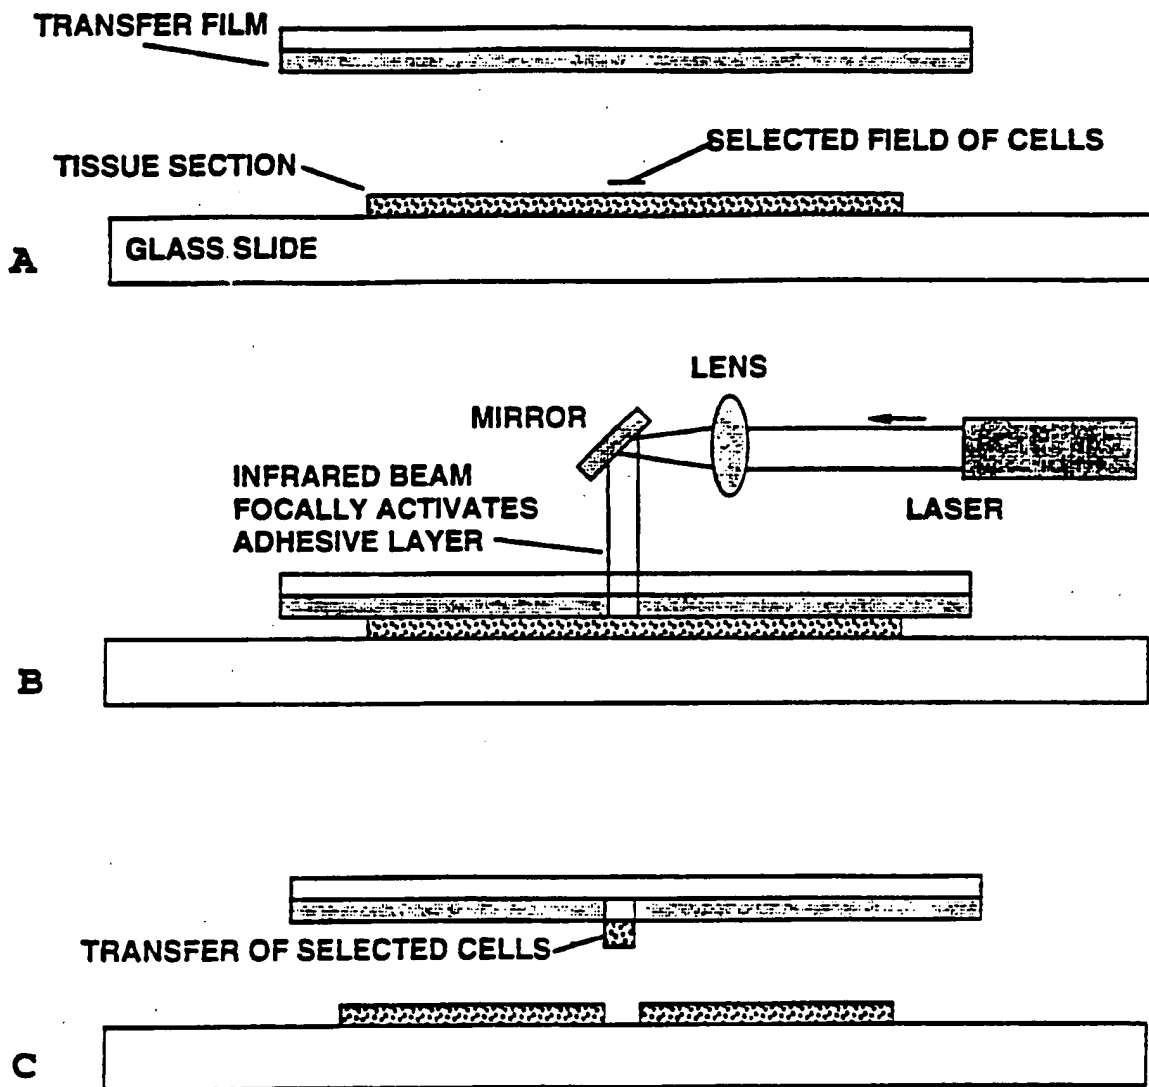 TRANSFER FILM
SELECTED FIELD OF CELLS
TISSUE SECTION
GLASS SLIDE
A
LENS
MIRROR
INFRARED BEAM
FOCALLY ACTIVATES
ADHESIVE LAYER
LASER
B
TRANSFER OF SELECTED CELLS
C